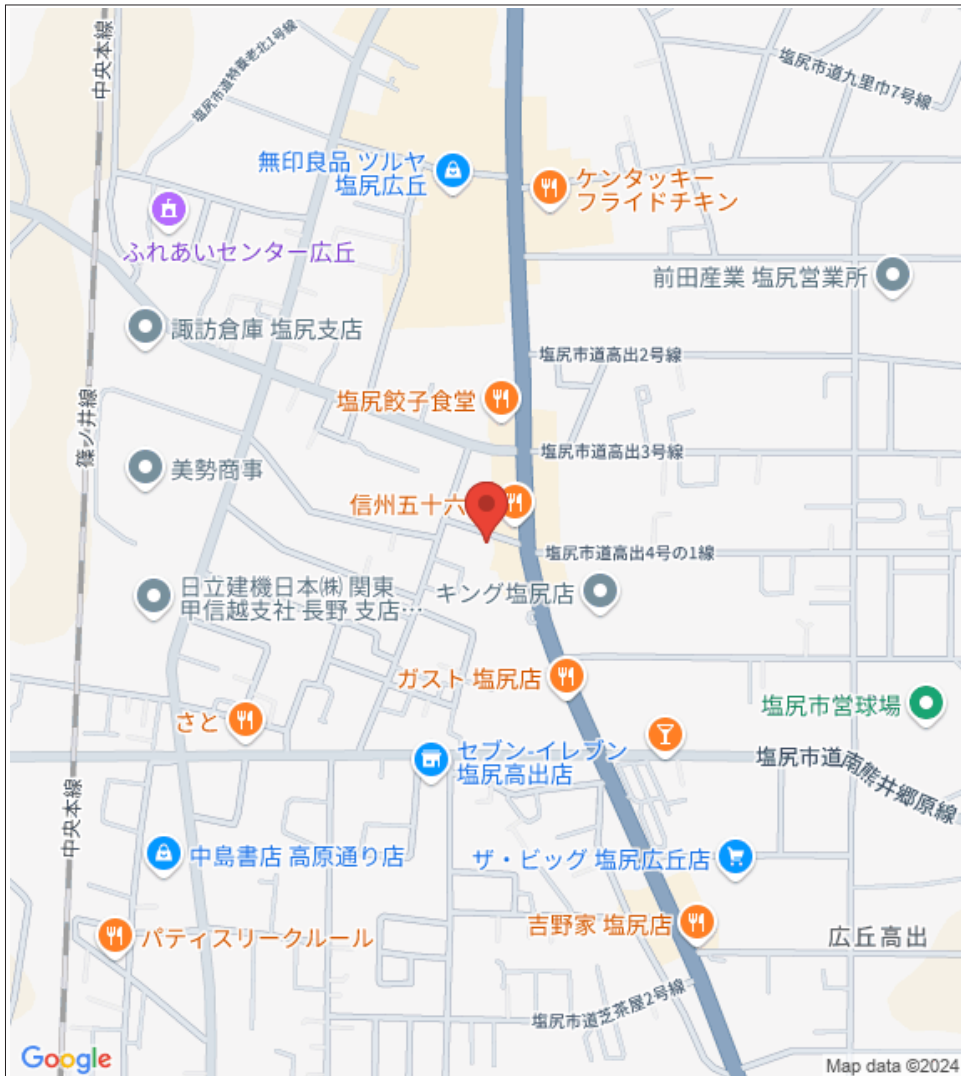 中央本線
塩尻市道特養老北1号線
塩尻市道九里巾7号線
無印良品 ツルヤ
塩尻広丘
ケンタッキー
フライドチキン
ふれあいセンター広丘
前田産業 塩尻営業所
諏訪倉庫 塩尻支店
塩尻市道高出2号線
塩尻餃子食堂
篠ノ井線
塩尻市道高出3号線
美勢商事
信州五十六
塩尻市道高出4号の1線
日立建機日本㈱ 関東
甲信越支社 長野 支店…
キング塩尻店
ガスト 塩尻店
さと
塩尻市営球場
セブン-イレブン
塩尻高出店
塩尻市道南熊井郷原線
中央本線
中島書店 高原通り店
ザ・ビッグ 塩尻広丘店
吉野家 塩尻店
パティスリークルール
広丘高出
塩尻市道芝茶屋2号線
Google
Map data ©2024